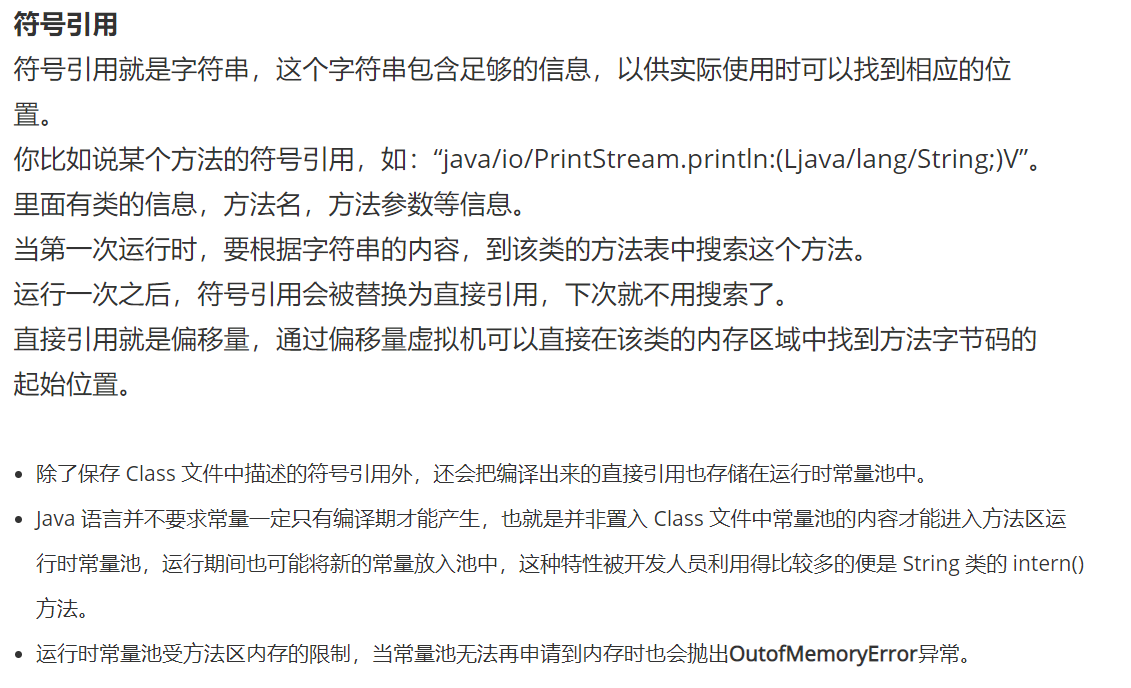 符号引用
符号引用就是字符串，这个字符串包含足够的信息，以供实际使用时可以找到相应的位
置。
你比如说某个方法的符号引用，如：“java/io/PrintStream.println:(Ljava/lang/String;)V”。
里面有类的信息，方法名，方法参数等信息。
当第一次运行时，要根据字符串的内容，到该类的方法表中搜索这个方法。
运行一次之后，符号引用会被替换为直接引用，下次就不用搜索了。
直接引用就是偏移量，通过偏移量虚拟机可以直接在该类的内存区域中找到方法字节码的
起始位置。
• 除了保存 Class 文件中描述的符号引用外，还会把编译出来的直接引用也存储在运行时常量池中。
• Java 语言并不要求常量一定只有编译期才能产生，也就是并非置入 Class 文件中常量池的内容才能进入方法区运
行时常量池，运行期间也可能将新的常量放入池中，这种特性被开发人员利用得比较多的便是 String 类的 intern()
方法。
• 运行时常量池受方法区内存的限制，当常量池无法再申请到内存时也会抛出OutofMemoryError异常。